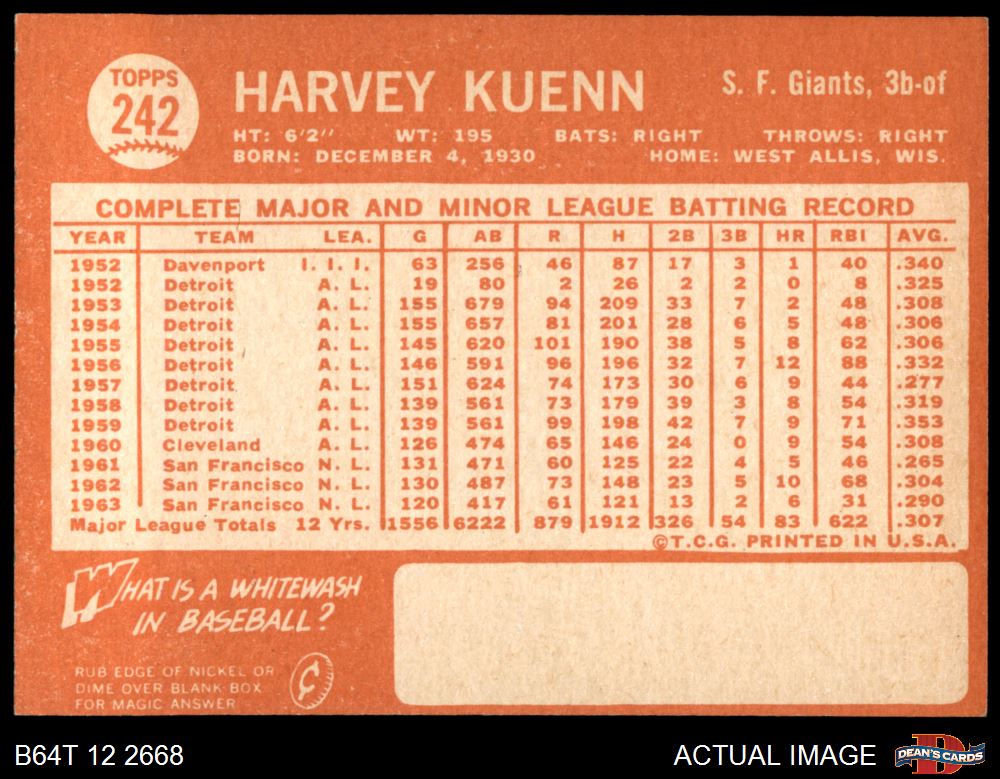 TOPPS
242
HARVEY KUENN
S. F. Giants, 3b-of
HT: 6'2" WT: 195 BATS: RIGHT THROWS: RIGHT
BORN: DECEMBER 4, 1930 HOME: WEST ALLIS, WIS.
COMPLETE MAJOR AND MINOR LEAGUE BATTING RECORD
YEAR TEAM LEA. G AB R H 2B 3B HR RBI AVG.
1952 Davenport I. I. I. 63 256 46 87 17 3 1 40 .340
1952 Detroit A. L. 19 80 2 26 2 2 0 8 .325
1953 Detroit A. L. 155 679 94 209 33 7 2 48 .308
1954 Detroit A. L. 155 657 81 201 28 6 5 48 .306
1955 Detroit A. L. 145 620 101 190 38 5 8 62 .306
1956 Detroit A. L. 146 591 96 196 32 7 12 88 .332
1957 Detroit A. L. 151 624 74 173 30 6 9 44 .277
1958 Detroit A. L. 139 561 73 179 39 3 8 54 .319
1959 Detroit A. L. 139 561 99 198 42 7 9 71 .353
1960 Cleveland A. L. 126 474 65 146 24 0 9 54 .308
1961 San Francisco N. L. 131 471 60 125 22 4 5 46 .265
1962 San Francisco N. L. 130 487 73 148 23 5 10 68 .304
1963 San Francisco N. L. 120 417 61 121 13 2 6 31 .290
Major League Totals 12 Yrs. 1556 6222 879 1912 326 54 83 622 .307
©T.C.G. PRINTED IN U.S.A.
WHAT IS A WHITEWASH
IN BASEBALL?
RUB EDGE OF NICKEL OR
DIME OVER BLANK BOX
FOR MAGIC ANSWER
¢
B64T 12 2668
ACTUAL IMAGE
D
DEAN'S CARDS